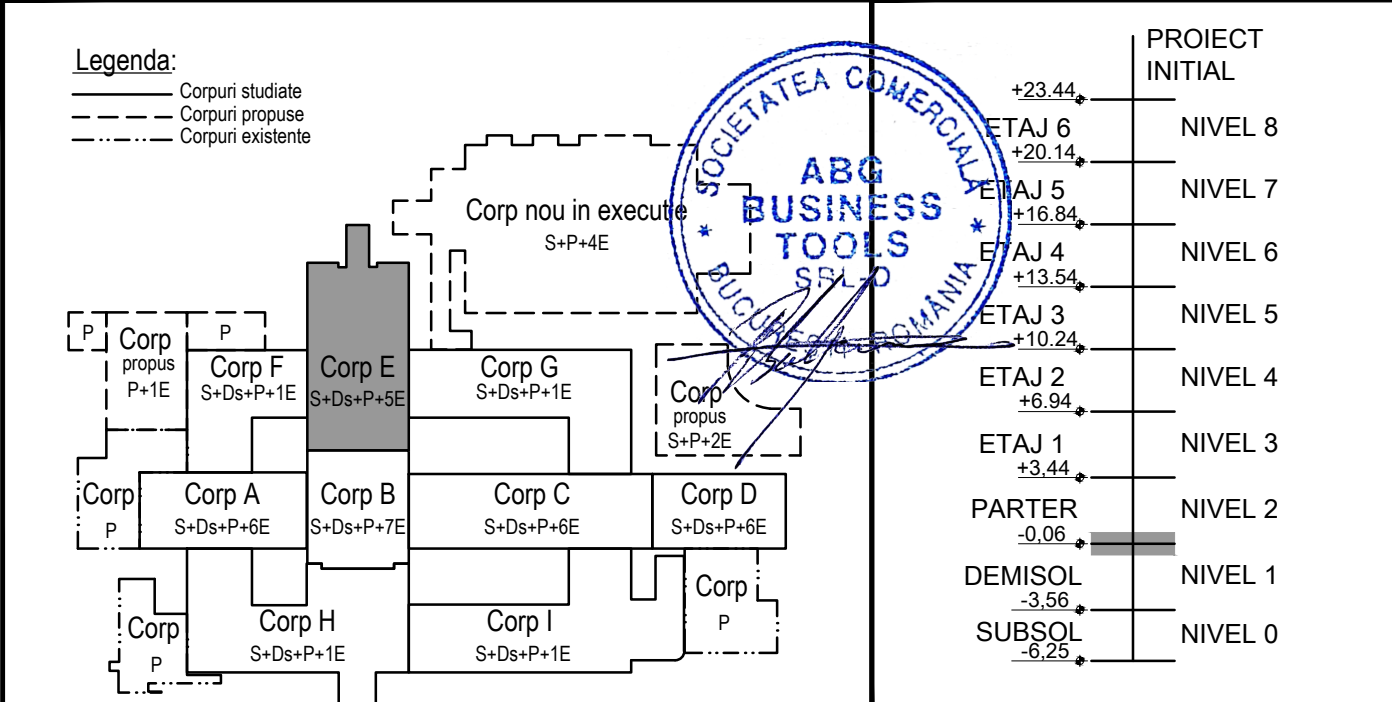 Legenda:
Corpuri studiate
Corpuri propuse
Corpuri existente
Corp nou in executie
S+P+4E
P
Corp
propus
P+1E
P
Corp F
S+Ds+P+1E
Corp E
S+Ds+P+5E
Corp G
S+Ds+P+1E
Corp
propus
S+P+2E
Corp
P
Corp A
S+Ds+P+6E
Corp B
S+Ds+P+7E
Corp C
S+Ds+P+6E
Corp D
S+Ds+P+6E
Corp
P
Corp H
S+Ds+P+1E
Corp I
S+Ds+P+1E
Corp
P
SOCIETATEA COMERCIALĂ
ABG
BUSINESS
TOOLS
SRL-D
ROMÂNIA
PROIECT
INITIAL
+23.44
ETAJ 6 NIVEL 8
+20.14
ETAJ 5 NIVEL 7
+16.84
ETAJ 4 NIVEL 6
+13.54
ETAJ 3 NIVEL 5
+10.24
ETAJ 2 NIVEL 4
+6.94
ETAJ 1 NIVEL 3
+3,44
PARTER NIVEL 2
-0,06
DEMISOL NIVEL 1
-3,56
SUBSOL NIVEL 0
-6,25